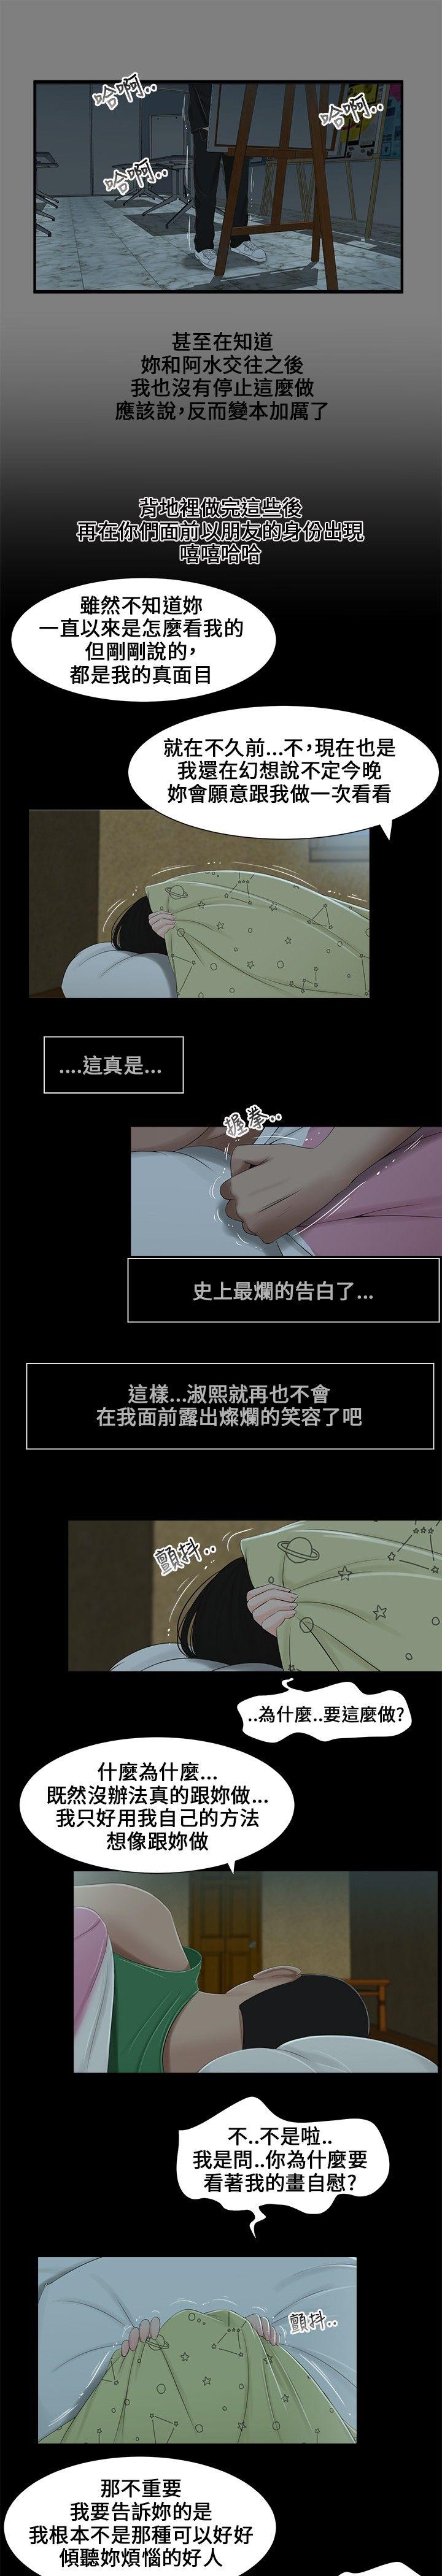 哈啊..
哈啊..
哈啊..
甚至在知道
妳和阿水交往之後
我也沒有停止這麼做
應該說,反而變本加厲了
背地裡做完這些後
再在你們面前以朋友的身份出現
嘻嘻哈哈
雖然不知道妳
一直以來是怎麼看我的
但剛剛說的,
都是我的真面目
就在不久前...不,現在也是
我還在幻想說不定今晚
妳會願意跟我做一次看看
....這真是...
握拳..
史上最爛的告白了...
這樣...淑熙就再也不會
在我面前露出燦爛的笑容了吧
顫抖..
..為什麼..要這麼做?
什麼為什麼...
既然沒辦法真的跟妳做...
我只好用我自己的方法
想像跟妳做
不..不是啦..
我是問..你為什麼要
看著我的畫自慰?
顫抖..
那不重要
我要告訴妳的是
我根本不是那種可以好好
傾聽妳煩惱的好人